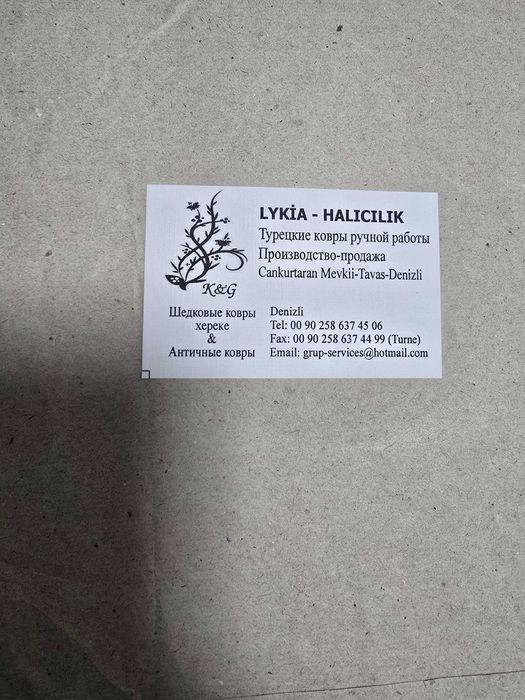 LYKİA - HALICILIK
Турецкие ковры ручной работы
Производство-продажа
Cankurtaran Mevkii-Tavas-Denizli
K&G
Шедковые ковры
хереке
&
Античные ковры
Denizli
Tel: 00 90 258 637 45 06
Fax: 00 90 258 637 44 99 (Turne)
Email: grup-services@hotmail.com